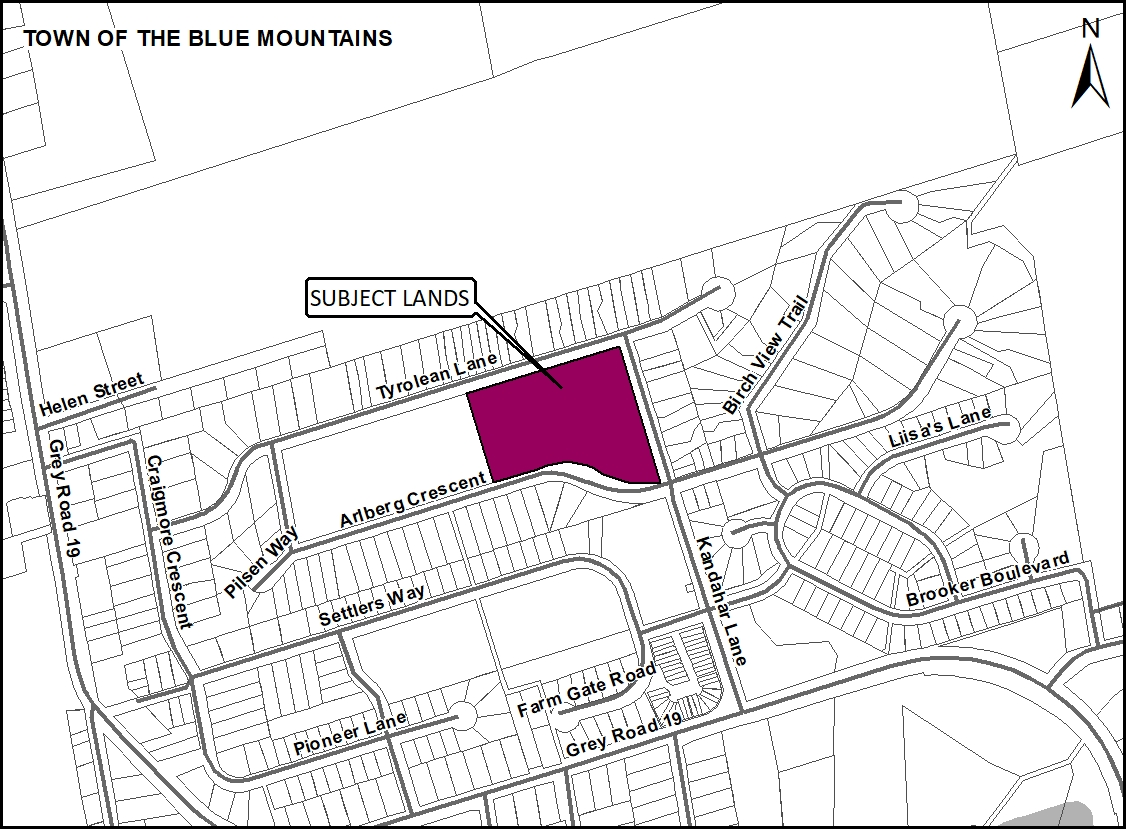 TOWN OF THE BLUE MOUNTAINS
N
SUBJECT LANDS
Birch View Trail
Tyrolean Lane
Helen Street
Liisa's Lane
Grey Road 19
Craigmore Crescent
Arlberg Crescent
Pilsen Way
Kandahar Lane
Settlers Way
Brooker Boulevard
Farm Gate Road
Pioneer Lane
Grey Road 19